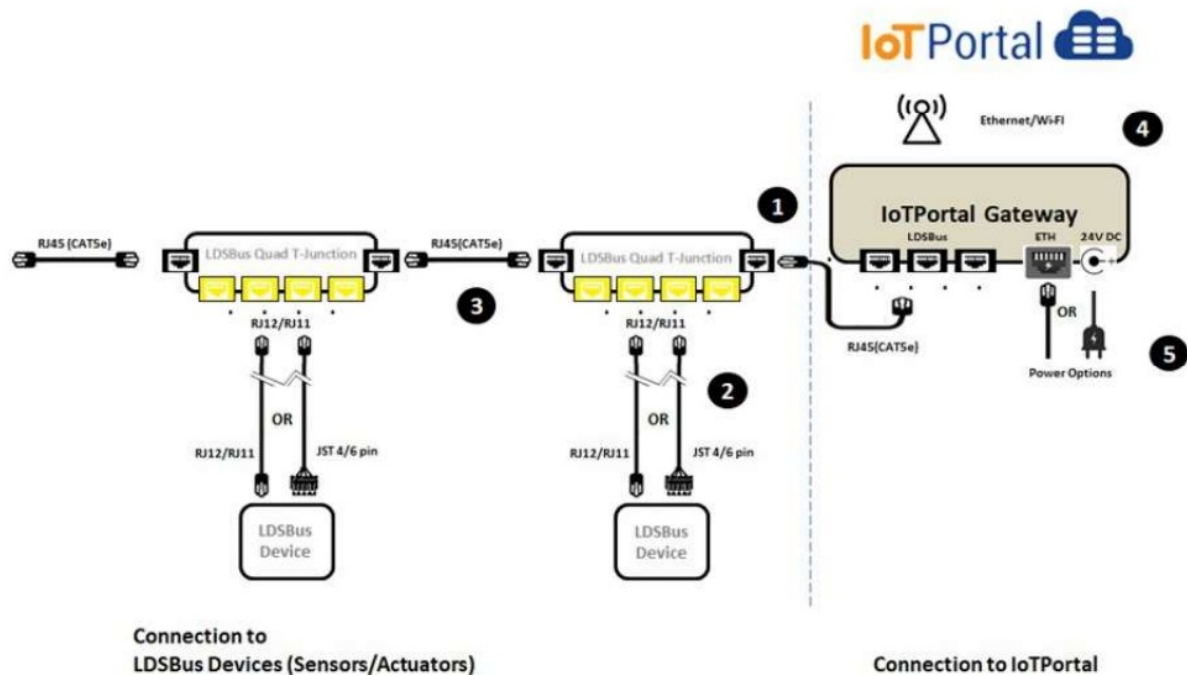 IoTPortal
Ethernet/Wi-FI
4
1
IoTPortal Gateway
LDSBus
ETH
24V DC
+
RJ45 (CAT5e)
LDSBus Quad T-Junction
RJ45(CAT5e)
LDSBus Quad T-Junction
3
RJ12/RJ11
RJ12/RJ11
RJ45(CAT5e)
OR
5
Power Options
2
OR
OR
RJ12/RJ11
JST 4/6 pin
RJ12/RJ11
JST 4/6 pin
LDSBus
Device
LDSBus
Device
Connection to
LDSBus Devices (Sensors/Actuators)
Connection to IoTPortal